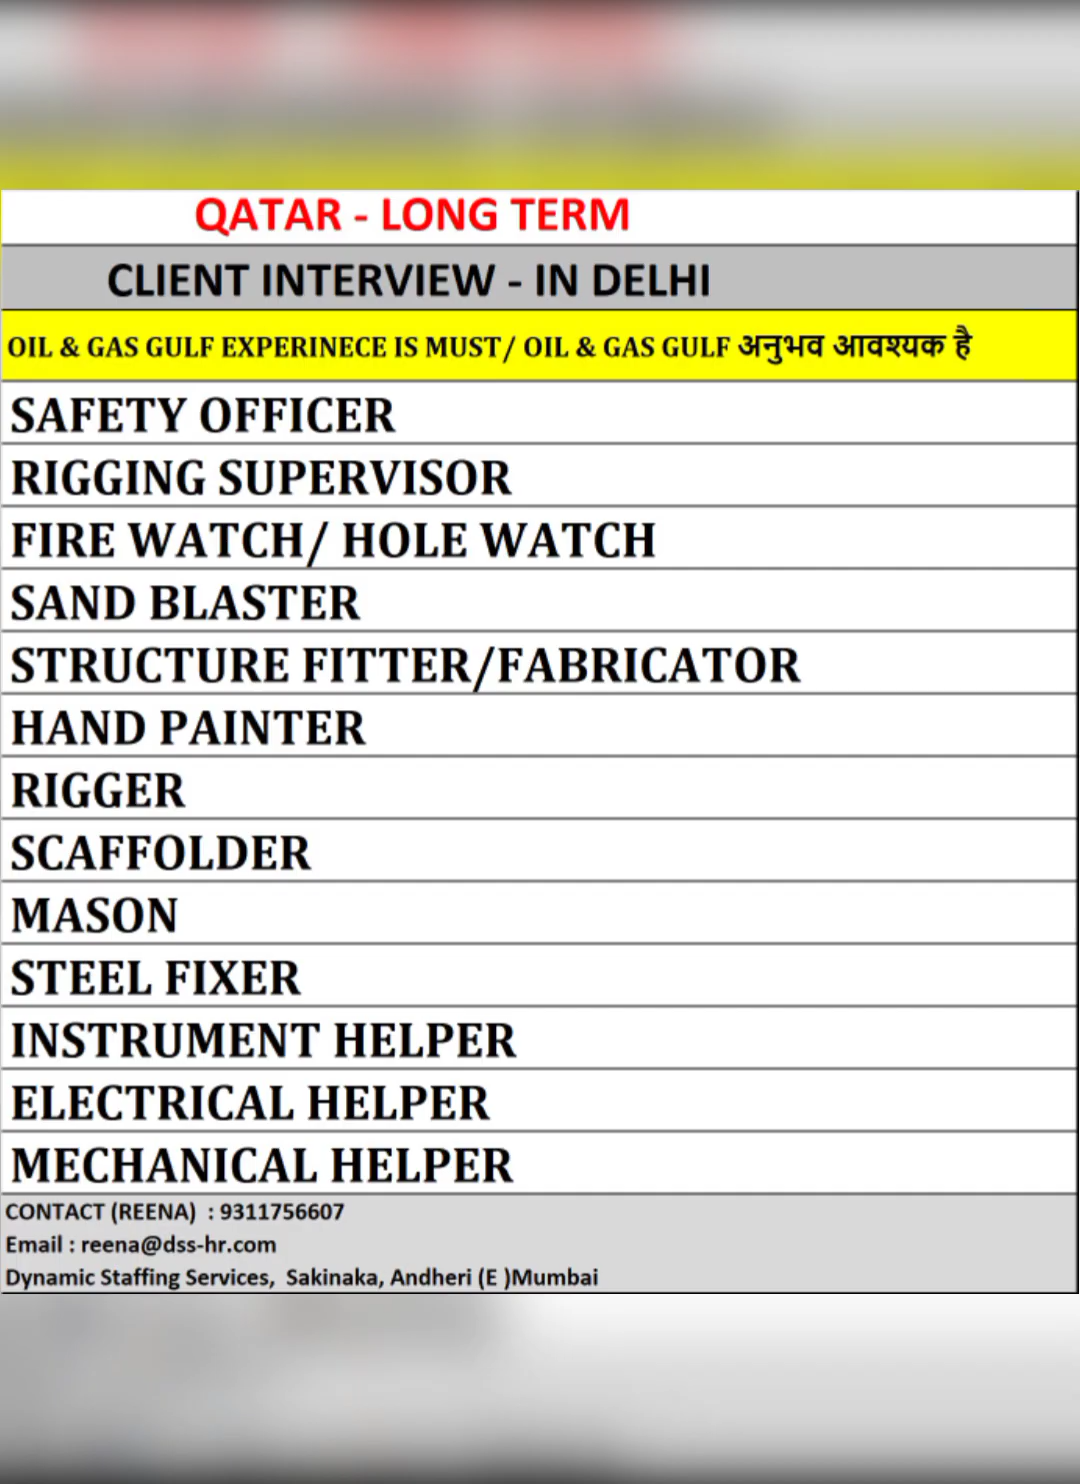 QATAR - LONG TERM
CLIENT INTERVIEW - IN DELHI
OIL & GAS GULF EXPERINECE IS MUST/ OIL & GAS GULF अनुभव आवश्यक है
SAFETY OFFICER
RIGGING SUPERVISOR
FIRE WATCH/ HOLE WATCH
SAND BLASTER
STRUCTURE FITTER/FABRICATOR
HAND PAINTER
RIGGER
SCAFFOLDER
MASON
STEEL FIXER
INSTRUMENT HELPER
ELECTRICAL HELPER
MECHANICAL HELPER
CONTACT (REENA) : 9311756607
Email : reena@dss-hr.com
Dynamic Staffing Services, Sakinaka, Andheri (E )Mumbai